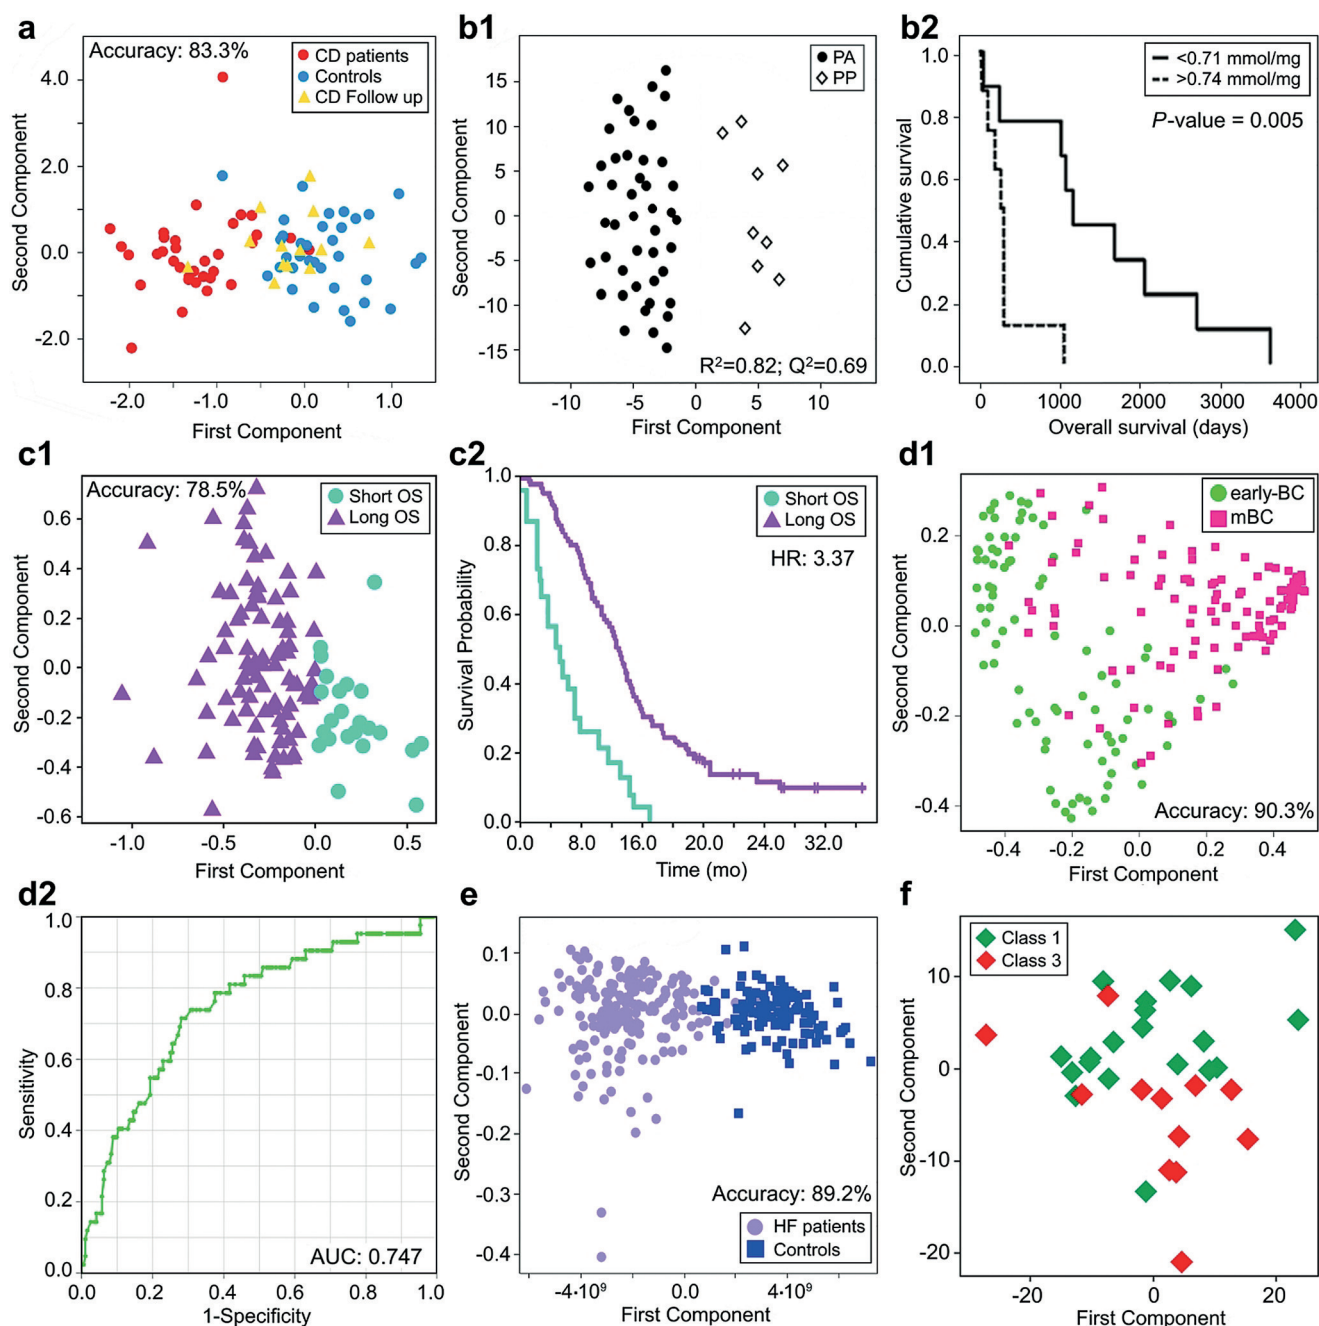 a
Accuracy: 83.3%
CD patients
Controls
CD Follow up
4.0
2.0
0.0
-2.0
Second Component
-2.0 -1.0 0.0 1.0
First Component
b1
PA
PP
15
10
5
0
-5
-10
-15
Second Component
R²=0.82; Q²=0.69
-10 -5 0 5 10
First Component
b2
<0.71 mmol/mg
>0.74 mmol/mg
P-value = 0.005
1.0
0.8
0.6
0.4
0.2
0.0
Cumulative survival
0 1000 2000 3000 4000
Overall survival (days)
c1
Accuracy: 78.5%
Short OS
Long OS
0.6
0.4
0.2
0.0
-0.2
-0.4
-0.6
Second Component
-1.0 -0.5 0.0 0.5
First Component
c2
Short OS
Long OS
HR: 3.37
1.0
0.8
0.6
0.4
0.2
0.0
Survival Probability
0.0 8.0 16.0 20.0 24.0 32.0
Time (mo)
d1
early-BC
mBC
0.2
0.0
-0.2
-0.4
Second Component
Accuracy: 90.3%
-0.4 -0.2 0.0 0.2 0.4
First Component
d2
1.0
0.8
0.6
0.4
0.2
0.0
Sensitivity
AUC: 0.747
0.0 0.2 0.4 0.6 0.8 1.0
1-Specificity
e
0.1
0.0
-0.1
-0.2
-0.3
-0.4
Second Component
Accuracy: 89.2%
HF patients
Controls
-4•10⁹ 0.0 4•10⁹
First Component
f
Class 1
Class 3
10
0
-10
-20
Second Component
-20 0 20
First Component